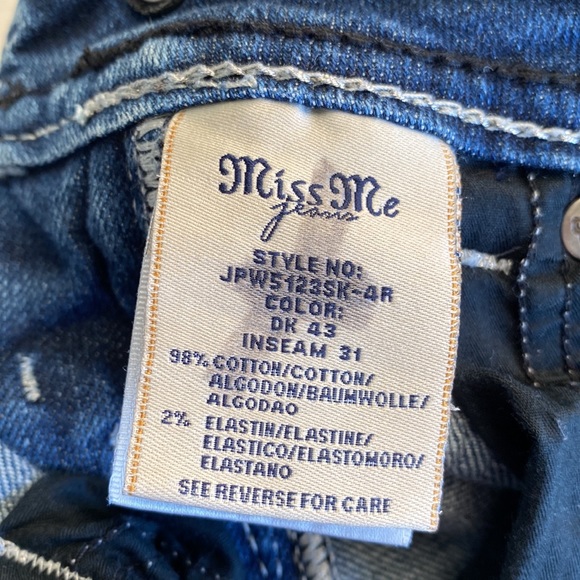 Miss Me
jeans
STYLE NO:
JPW5123SK-4R
COLOR:
DK 43
INSEAM 31
98% COTTON/COTTON/
ALGODON/BAUMWOLLE/
ALGODAO
2% ELASTIN/ELASTINE/
ELASTICO/ELASTOMORO/
ELASTANO
SEE REVERSE FOR CARE